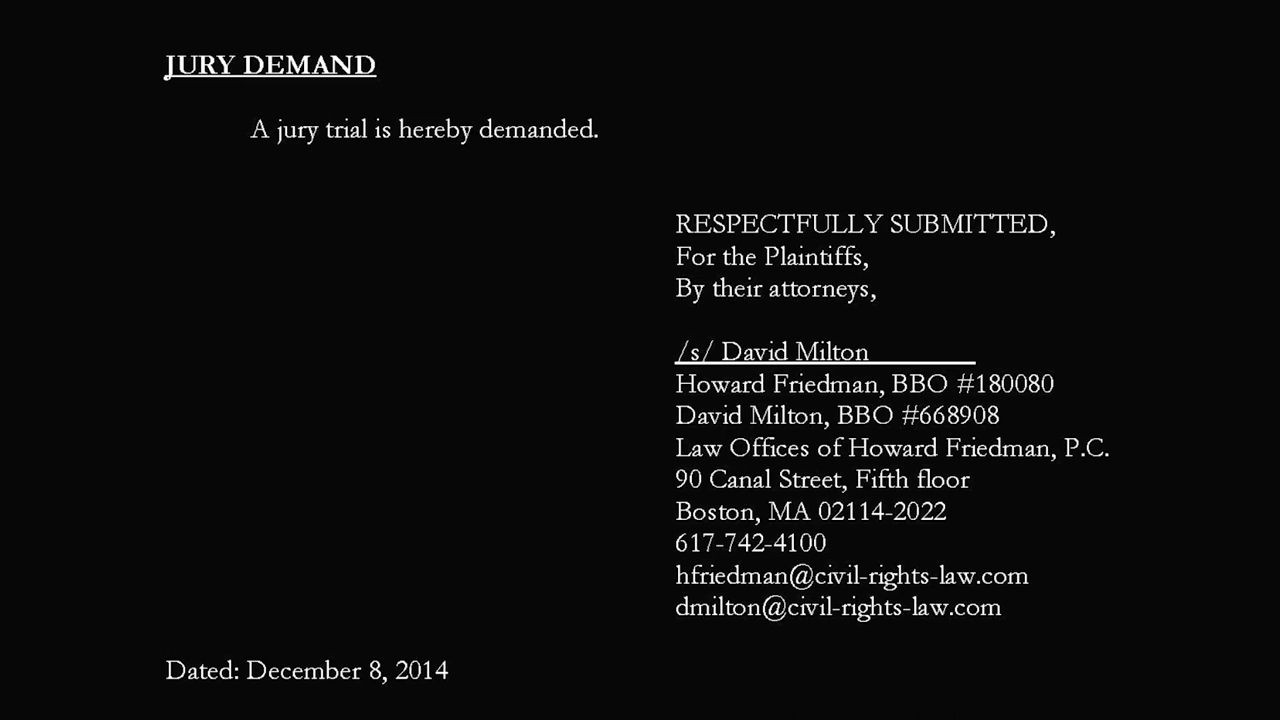 JURY DEMAND
A jury trial is hereby demanded.
RESPECTFULLY SUBMITTED,
For the Plaintiffs,
By their attorneys,
/s/ David Milton
Howard Friedman, BBO #180080
David Milton, BBO #668908
Law Offices of Howard Friedman, P.C.
90 Canal Street, Fifth floor
Boston, MA 02114-2022
617-742-4100
hfriedman@civil-rights-law.com
dmilton@civil-rights-law.com
Dated: December 8, 2014